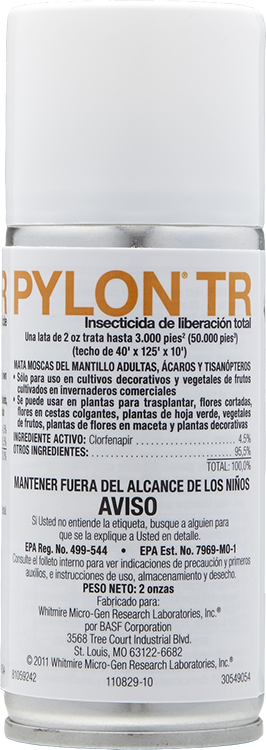 R PYLON® TR
Insecticida de liberación total
Una lata de 2 oz trata hasta 3.000 pies² (50.000 pies³)
(techo de 40' x 125' x 10')
MATA MOSCAS DEL MANTILLO ADULTAS, ÁCAROS Y TISANÓPTEROS
• Sólo para uso en cultivos decorativos y vegetales de frutos
cultivados en invernaderos comerciales
• Se puede usar en plantas para trasplantar, flores cortadas,
flores en cestas colgantes, plantas de hoja verde, vegetales
de frutos, plantas de flores en maceta y plantas decorativas
INGREDIENTE ACTIVO: Clorfenapir 4,5%
OTROS INGREDIENTES: 95,5%
TOTAL: 100,0%
MANTENER FUERA DEL ALCANCE DE LOS NIÑOS
AVISO
Si Usted no entiende la etiqueta, busque a alguien para
que se la explique a Usted en detalle.
EPA Reg. No. 499-544 • EPA Est. No. 7969-MO-1
Consulte el folleto interno para ver indicaciones de precaución y primeros
auxilios, e instrucciones de uso, almacenamiento y desecho.
PESO NETO: 2 onzas
Fabricado para:
Whitmire Micro-Gen Research Laboratories, Inc.®
por BASF Corporation
3568 Tree Court Industrial Blvd.
St. Louis, MO 63122-6682
© 2011 Whitmire Micro-Gen Research Laboratories, Inc.®
81059242 30549054
110829-10